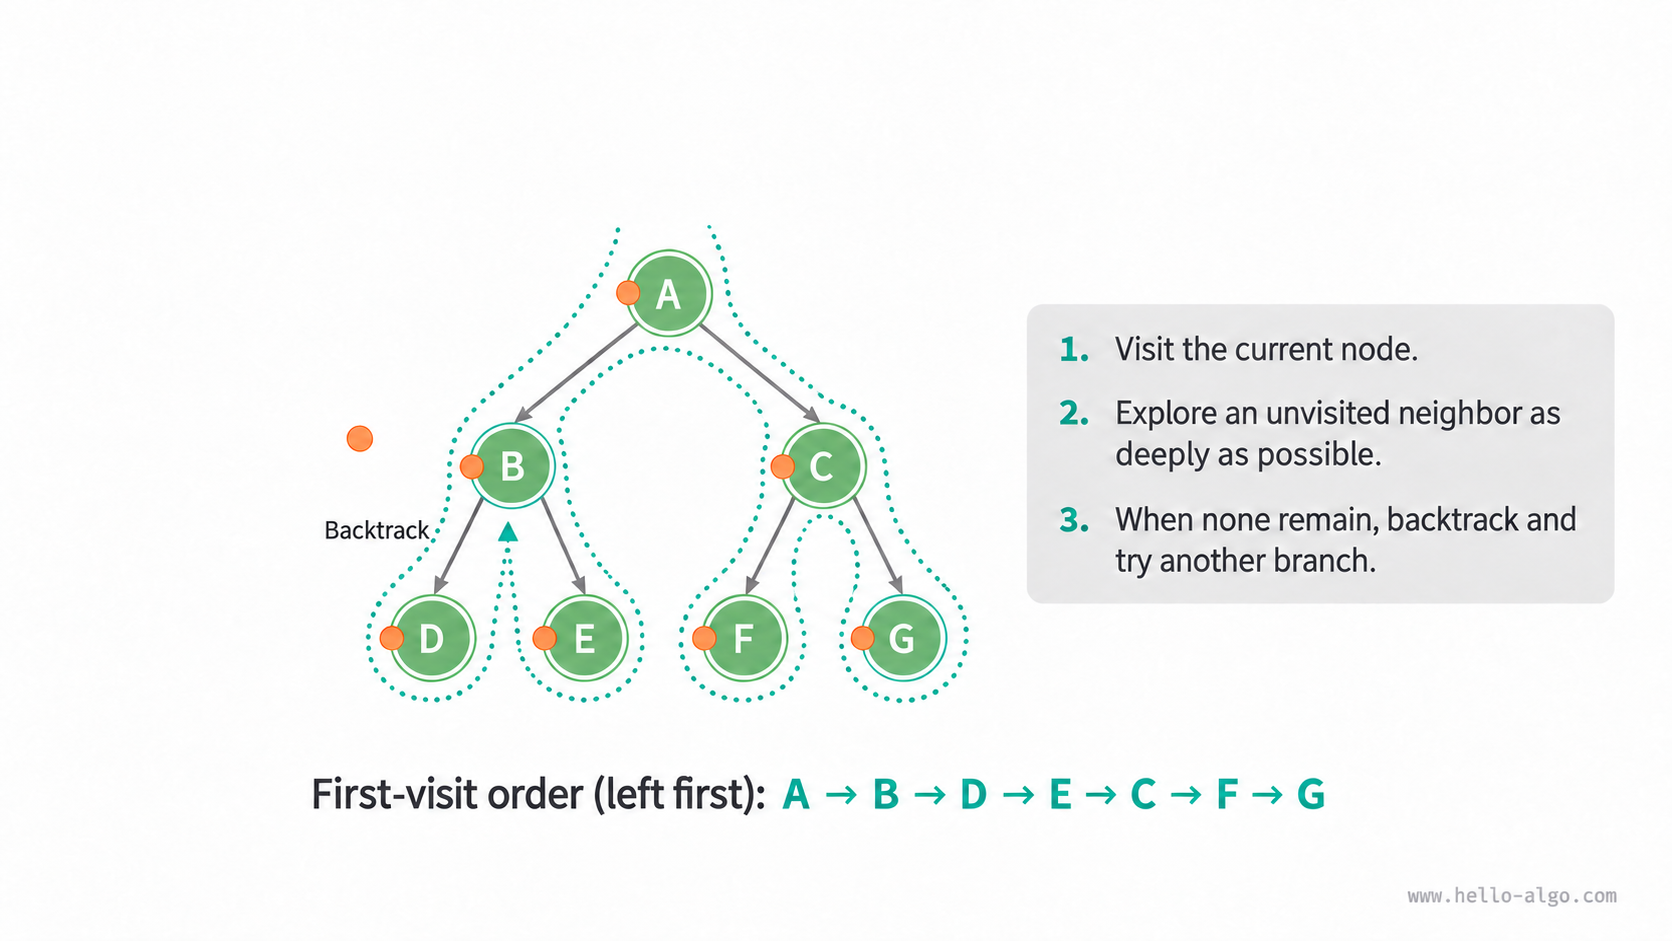 A
B
C
Backtrack
D
E
F
G
1. Visit the current node.
2. Explore an unvisited neighbor as
deeply as possible.
3. When none remain, backtrack and
try another branch.
First-visit order (left first): A → B → D → E → C → F → G
www.hello-algo.com